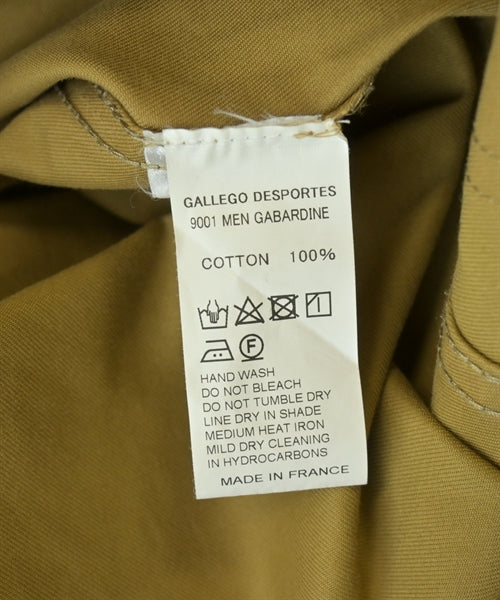 GALLEGO DESPORTES
9001 MEN GABARDINE
COTTON 100%
F
HAND WASH
DO NOT BLEACH
DO NOT TUMBLE DRY
LINE DRY IN SHADE
MEDIUM HEAT IRON
MILD DRY CLEANING
IN HYDROCARBONS
MADE IN FRANCE